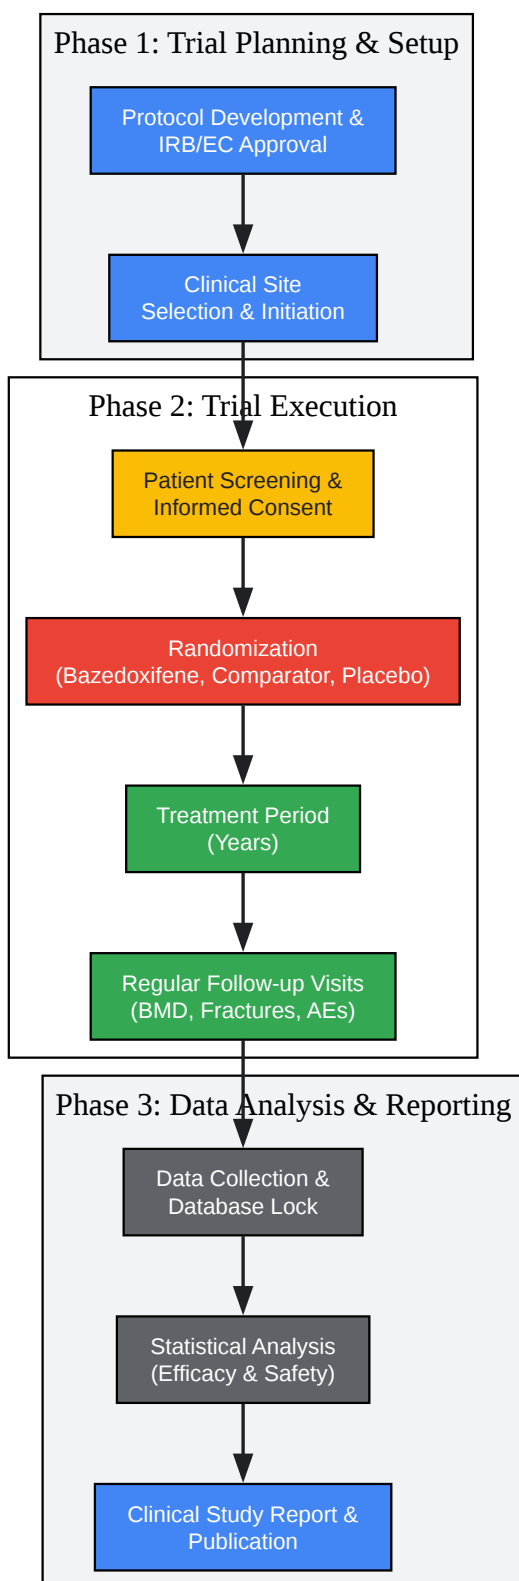 Phase 1: Trial Planning & Setup
Protocol Development &
IRB/EC Approval
Clinical Site
Selection & Initiation
Phase 2: Trial Execution
Patient Screening &
Informed Consent
Randomization
(Bazedoxifene, Comparator, Placebo)
Treatment Period
(Years)
Regular Follow-up Visits
(BMD, Fractures, AEs)
Phase 3: Data Analysis & Reporting
Data Collection &
Database Lock
Statistical Analysis
(Efficacy & Safety)
Clinical Study Report &
Publication